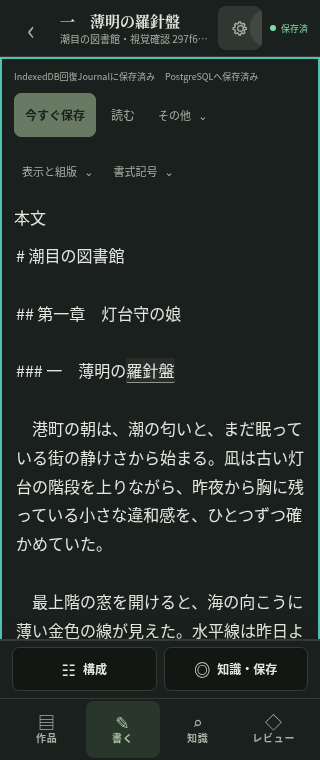 一　薄明の羅針盤
潮目の図書館・視覚確認 297f6…
保存済
IndexedDB回復Journalに保存済み　PostgreSQLへ保存済み
今すぐ保存　読む　その他
表示と組版　書式記号
本文
# 潮目の図書館
## 第一章　灯台守の娘
### 一　薄明の羅針盤
　港町の朝は、潮の匂いと、まだ眠って
いる街の静けさから始まる。凪は古い灯
台の階段を上りながら、昨夜から胸に残
っている小さな違和感を、ひとつずつ確
かめていた。
　最上階の窓を開けると、海の向こうに
薄い金色の線が見えた。水平線は昨日よ
構成　知識・保存
作品　書く　知識　レビュー